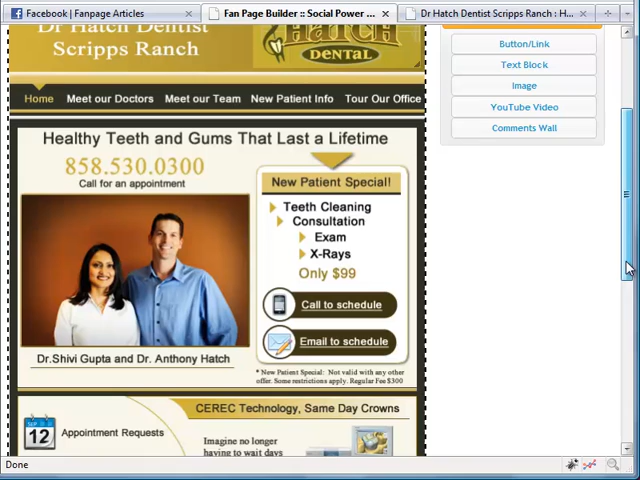 Facebook | Fanpage Articles
Fan Page Builder :: Social Power ...
Dr Hatch Dentist Scripps Ranch : H...
Dr Hatch Dentist
Scripps Ranch
HATCH
DENTAL
Home
Meet our Doctors
Meet our Team
New Patient Info
Tour Our Office
Healthy Teeth and Gums That Last a Lifetime
858.530.0300
Call for an appointment
New Patient Special!
Teeth Cleaning
Consultation
Exam
X-Rays
Only $99
Call to schedule
Email to schedule
Dr.Shivi Gupta and Dr. Anthony Hatch
* New Patient Special: Not valid with any other
offer. Some restrictions apply. Regular Fee $300
SEP
12
Appointment Requests
CEREC Technology, Same Day Crowns
Imagine no longer
having to wait days
Button/Link
Text Block
Image
YouTube Video
Comments Wall
Done